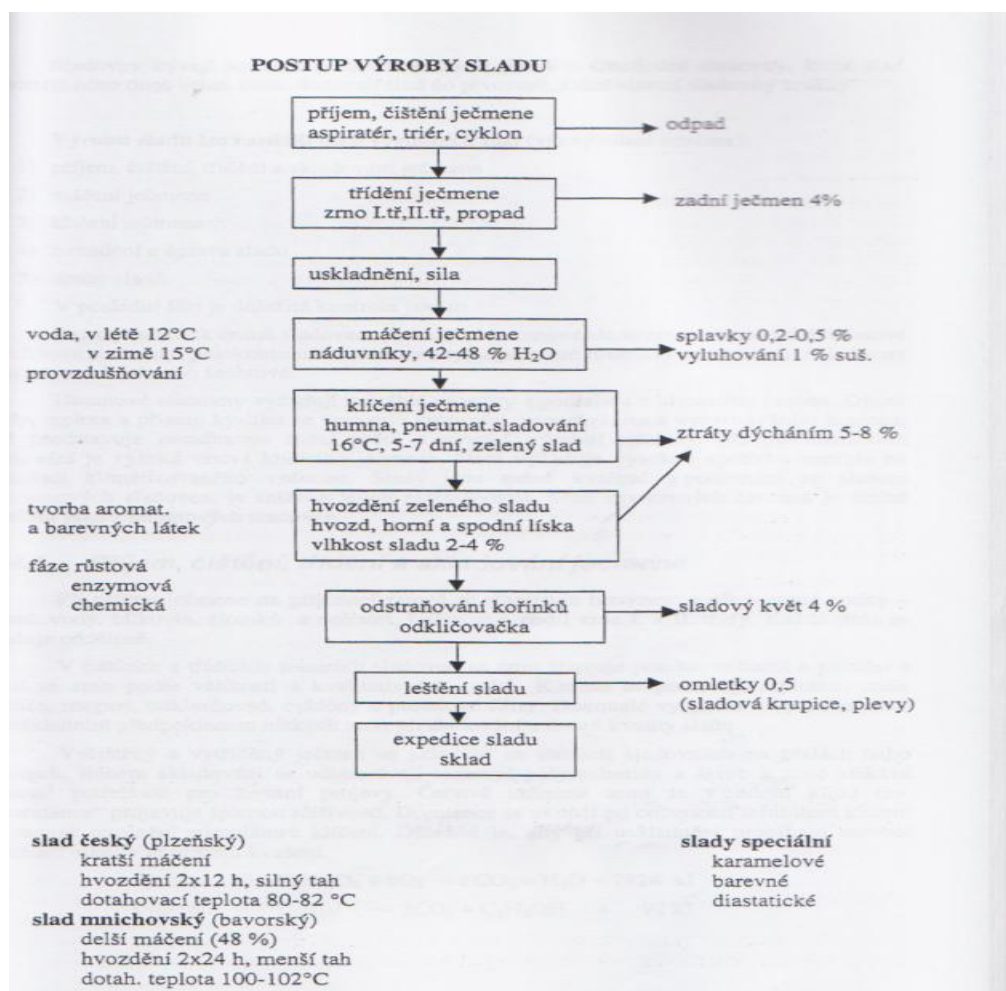 POSTUP VÝROBY SLADU
příjem, čištění ječmene
aspiratér, triér, cyklon
odpad
třídění ječmene
zrno I.tř,II.tř, propad
zadní ječmen 4%
uskladnění, sila
voda, v létě 12°C
v zimě 15°C
provzdušňování
máčení ječmene
náduvníky, 42-48 % H₂O
splavky 0,2-0,5 %
vyluhování 1 % suš.
klíčení ječmene
humna, pneumat.sladování
16°C, 5-7 dní, zelený slad
ztráty dýcháním 5-8 %
tvorba aromat.
a barevných látek
hvozdění zeleného sladu
hvozd, horní a spodní líska
vlhkost sladu 2-4 %
fáze růstová
enzymová
chemická
odstraňování kořínků
odkličovačka
sladový květ 4 %
leštění sladu
omletky 0,5
(sladová krupice, plevy)
expedice sladu
sklad
slad český (plzeňský)
kratší máčení
hvozdění 2x12 h, silný tah
dotahovací teplota 80-82 °C
slad mnichovský (bavorský)
delší máčení (48 %)
hvozdění 2x24 h, menší tah
dotah. teplota 100-102°C
slady speciální
karamelové
barevné
diastatické